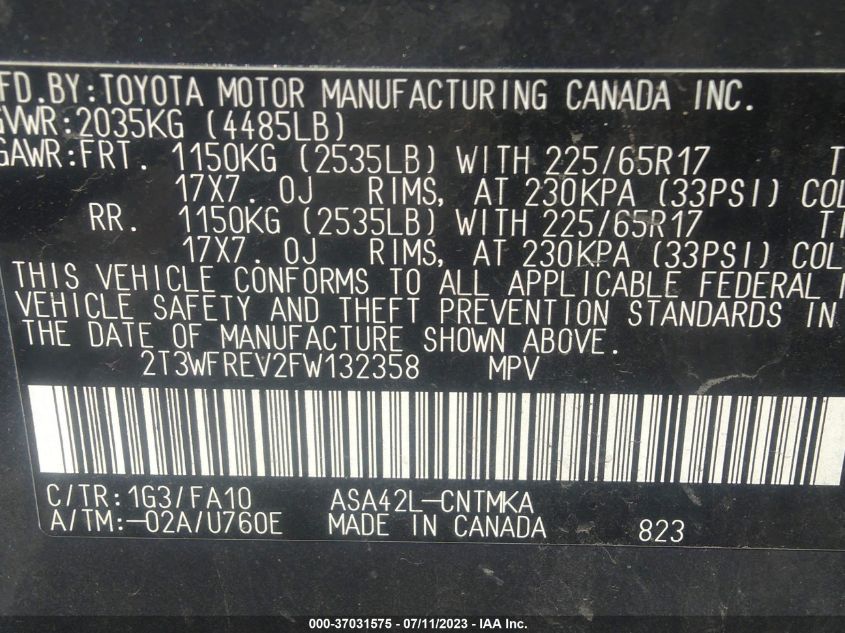 FD.BY:TOYOTA MOTOR MANUFACTURING CANADA INC.
GVWR:2035KG (4485LB)
GAWR:FRT. 1150KG (2535LB) WITH 225/65R17
17X7.0J RIMS, AT 230KPA (33PSI)
RR. 1150KG (2535LB) WITH 225/65R17
17X7.0J RIMS, AT 230KPA (33PSI)
THIS VEHICLE CONFORMS TO ALL APPLICABLE FEDERAL
VEHICLE SAFETY AND THEFT PREVENTION STANDARDS IN
THE DATE OF MANUFACTURE SHOWN ABOVE.
2T3WFREV2FW132358 MPV
C/TR:1G3/FA10 ASA42L-CNTMKA
A/TM:-02A/U760E MADE IN CANADA 823
000-37031575 - 07/11/2023 - IAA Inc.